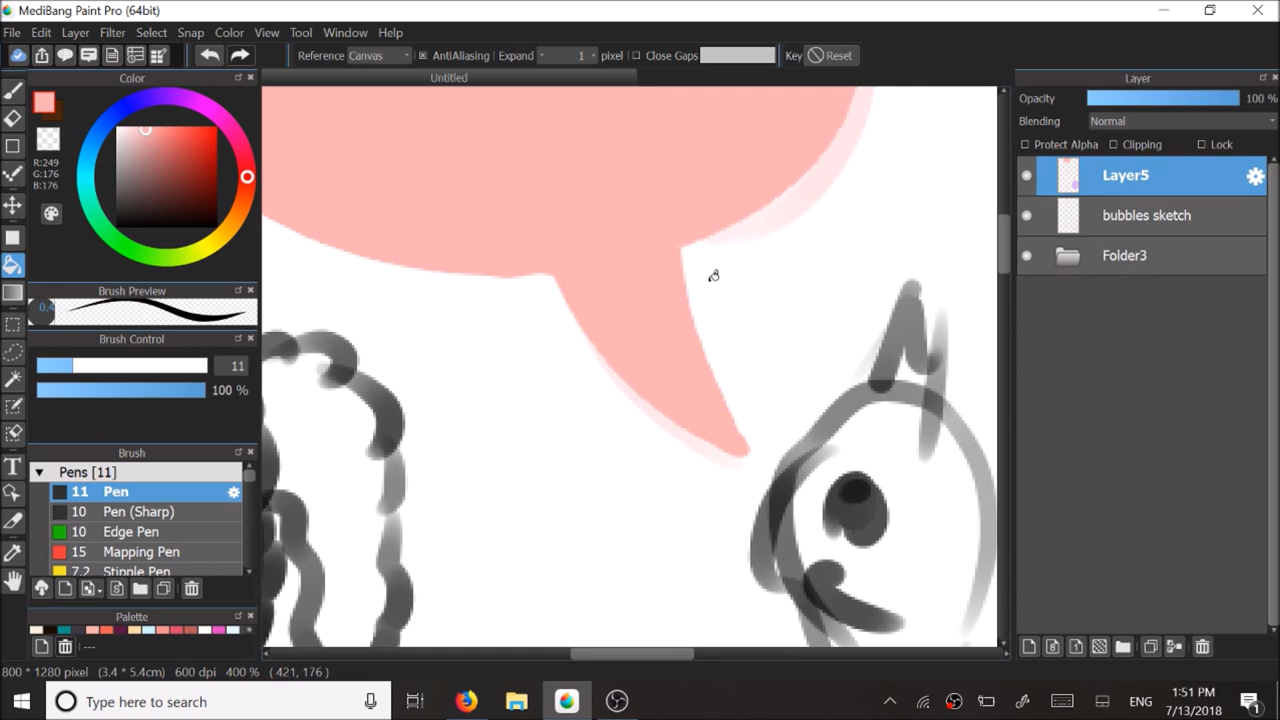 MediBang Paint Pro (64bit)
File Edit Layer Filter Select Snap Color View Tool Window Help
Reference Canvas AntiAliasing Expand 1 pixel Close Gaps Key Reset
Color Untitled Layer
Opacity 100 %
Blending Normal
Protect Alpha Clipping Lock
R:249
G:176
B:176
Layer5
bubbles sketch
Folder3
Brush Preview
0.4
Brush Control
11
100 %
Brush
Pens [11]
11 Pen
10 Pen (Sharp)
10 Edge Pen
15 Mapping Pen
7.2 Stipple Pen
Palette
---
800 * 1280 pixel (3.4 * 5.4cm) 600 dpi 400 % ( 421, 176 )
Type here to search
ENG
1:51 PM
7/13/2018
1